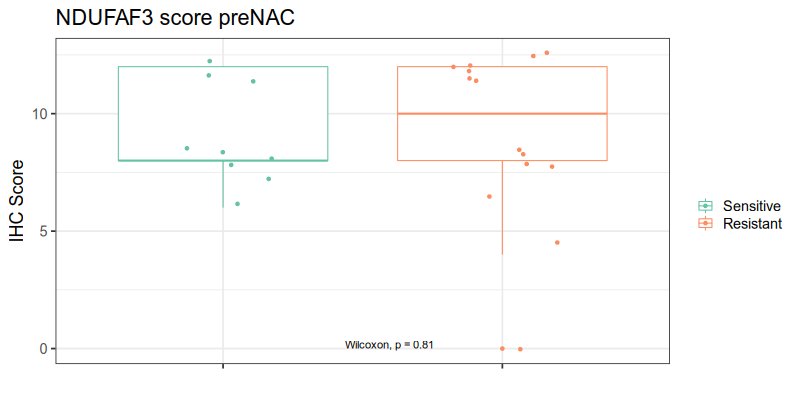 NDUFAF3 score preNAC
IHC Score
10
5
0
Wilcoxon, p = 0.81
Sensitive
Resistant